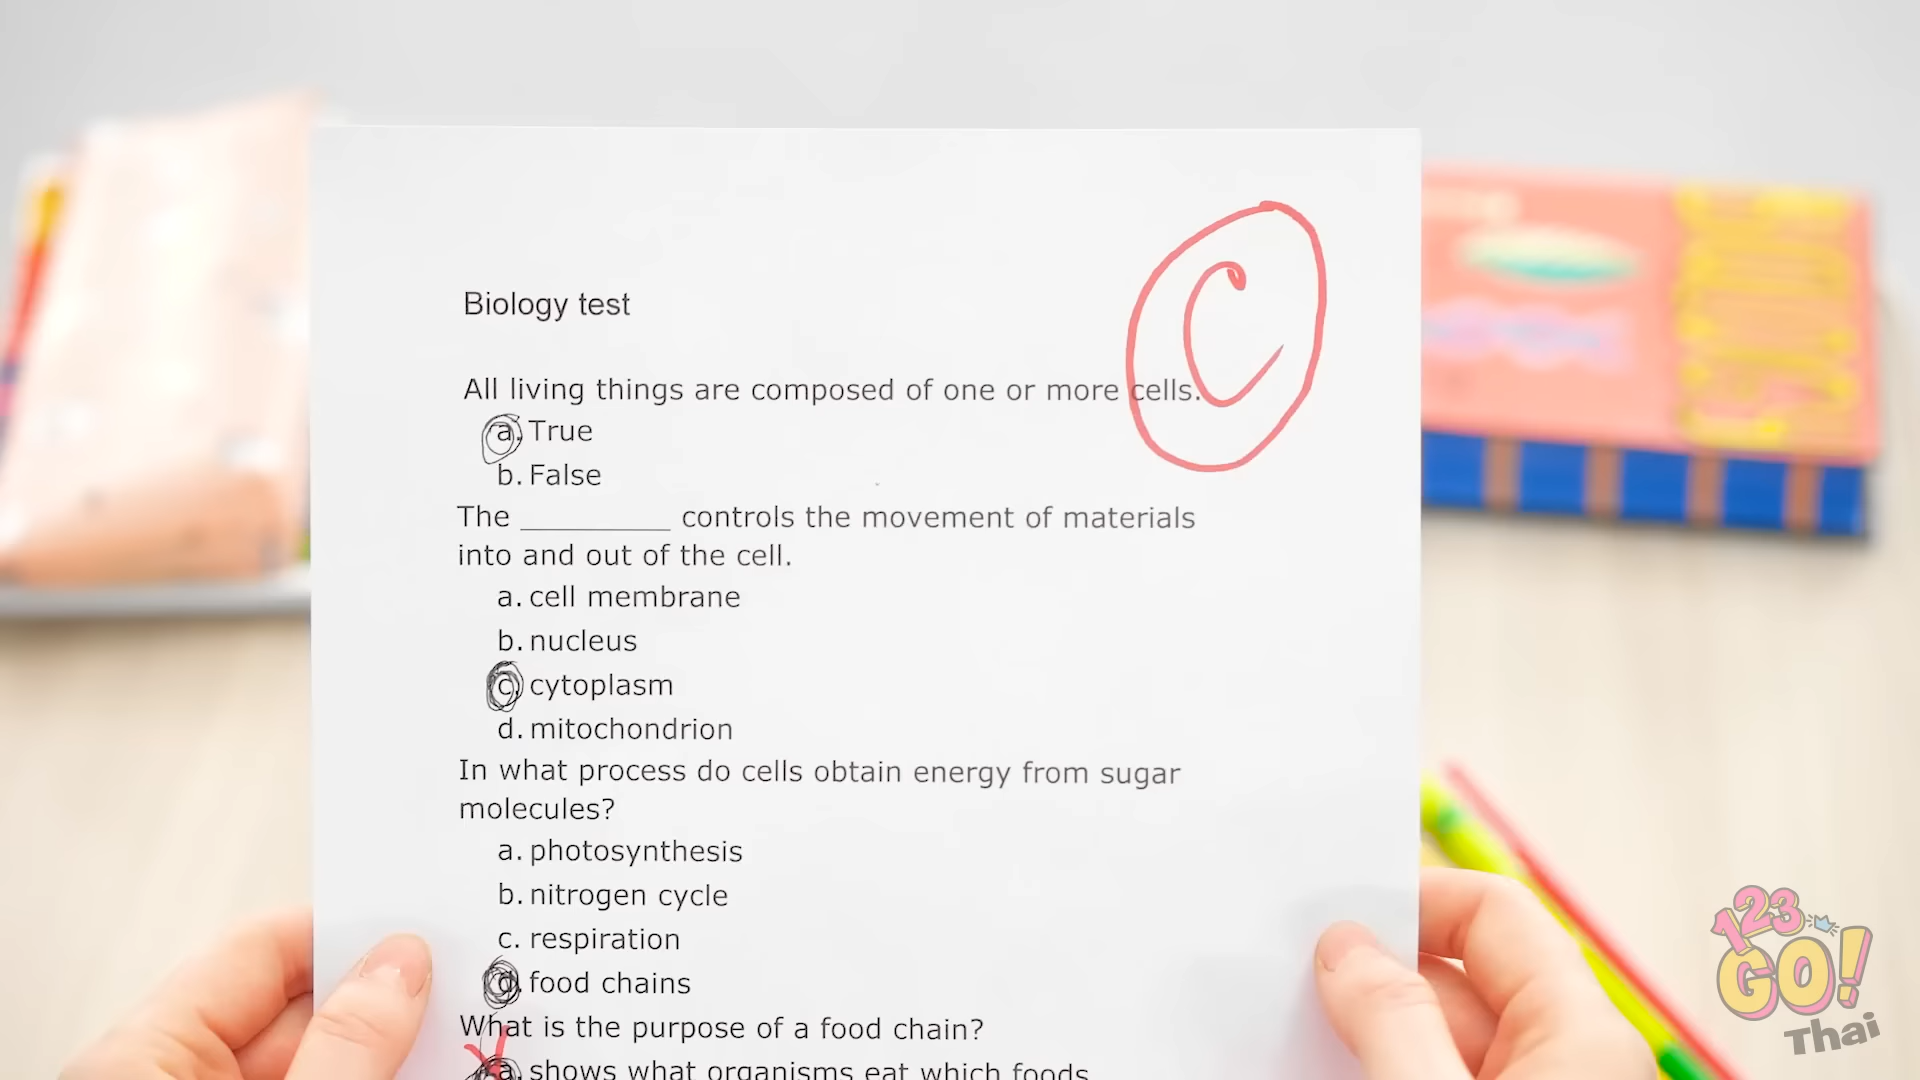 C
Biology test
All living things are composed of one or more cells.
a. True
b. False
The __________ controls the movement of materials
into and out of the cell.
a. cell membrane
b. nucleus
c. cytoplasm
d. mitochondrion
In what process do cells obtain energy from sugar
molecules?
a. photosynthesis
b. nitrogen cycle
c. respiration
d. food chains
What is the purpose of a food chain?
a. shows what organisms eat which foods
123
GO!
Thai